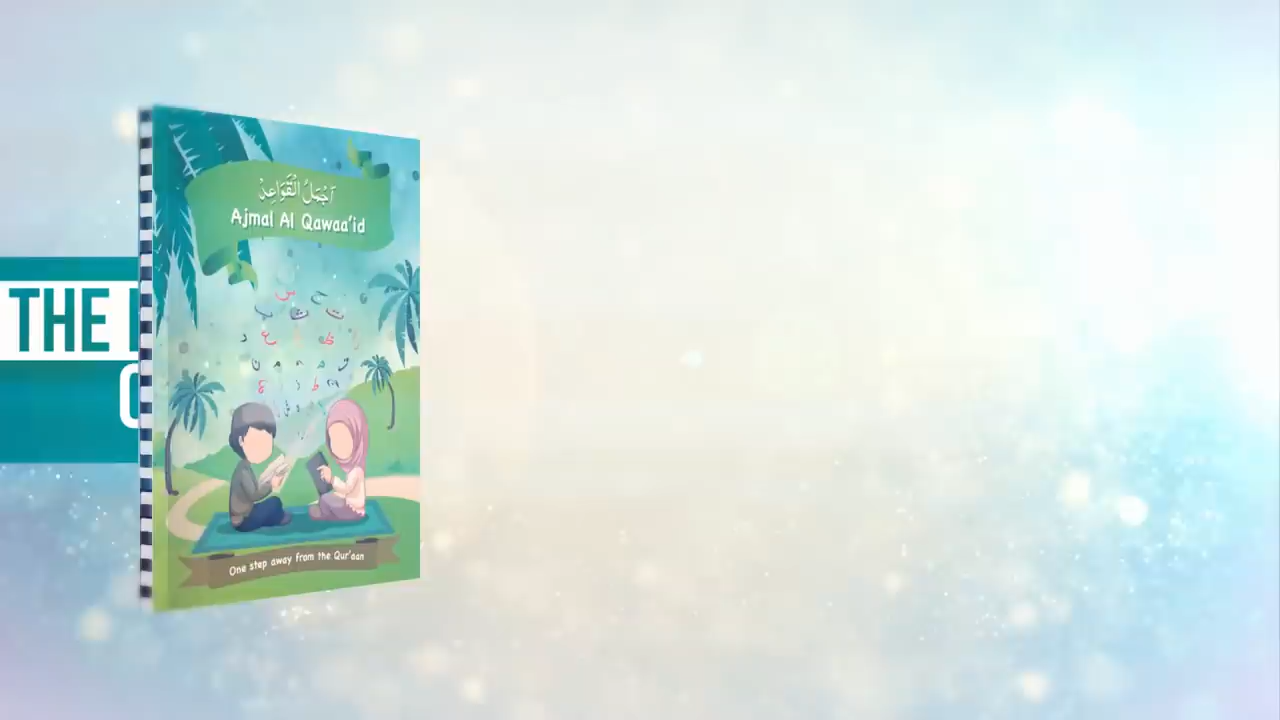 اَجْمَلُ الْقَوَاعِدْ
Ajmal Al Qawaa'id
THE
س ح
ب ث ت
د ع ظ
ن و م ق
غ ر ط
One step away from the Qur'aan